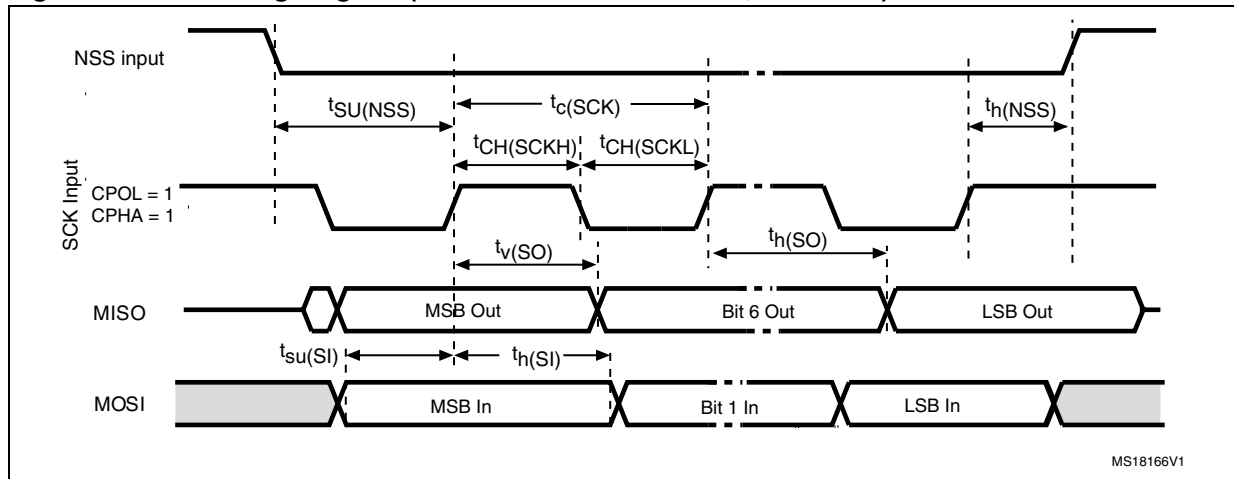 NSS input
tSU(NSS)
tc(SCK)
th(NSS)
tCH(SCKH)
tCH(SCKL)
SCK Input
CPOL = 1
CPHA = 1
tv(SO)
th(SO)
MISO
MSB Out
Bit 6 Out
LSB Out
tsu(SI)
th(SI)
MOSI
MSB In
Bit 1 In
LSB In
MS18166V1